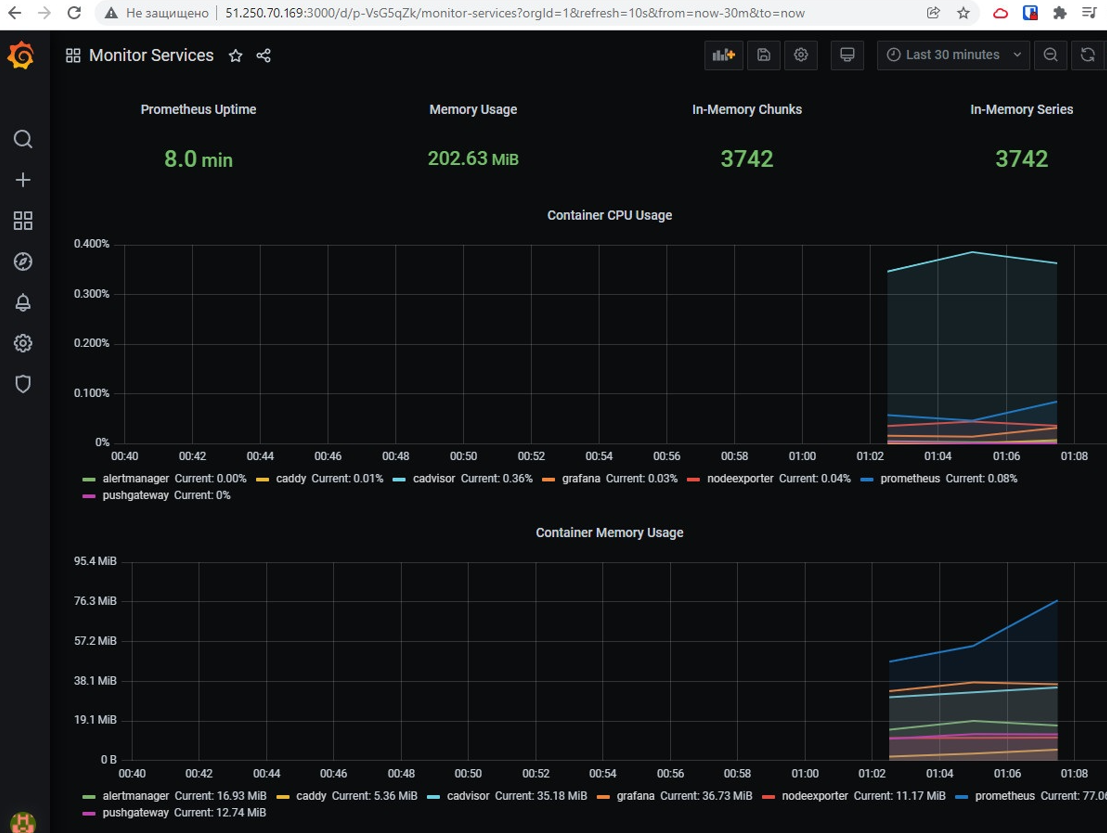 Не защищено 51.250.70.169:3000/d/p-VsG5qZk/monitor-services?orgId=1&refresh=10s&from=now-30m&to=now
Monitor Services Last 30 minutes
Prometheus Uptime Memory Usage In-Memory Chunks In-Memory Series
8.0 min 202.63 MiB 3742 3742
Container CPU Usage
0.400%
0.300%
0.200%
0.100%
0%
00:40 00:42 00:44 00:46 00:48 00:50 00:52 00:54 00:56 00:58 01:00 01:02 01:04 01:06 01:08
alertmanager Current: 0.00% caddy Current: 0.01% cadvisor Current: 0.36% grafana Current: 0.03% nodeexporter Current: 0.04% prometheus Current: 0.08%
pushgateway Current: 0%
Container Memory Usage
95.4 MiB
76.3 MiB
57.2 MiB
38.1 MiB
19.1 MiB
0 B
00:40 00:42 00:44 00:46 00:48 00:50 00:52 00:54 00:56 00:58 01:00 01:02 01:04 01:06 01:08
alertmanager Current: 16.93 MiB caddy Current: 5.36 MiB cadvisor Current: 35.18 MiB grafana Current: 36.73 MiB nodeexporter Current: 11.17 MiB prometheus Current: 77.06
pushgateway Current: 12.74 MiB